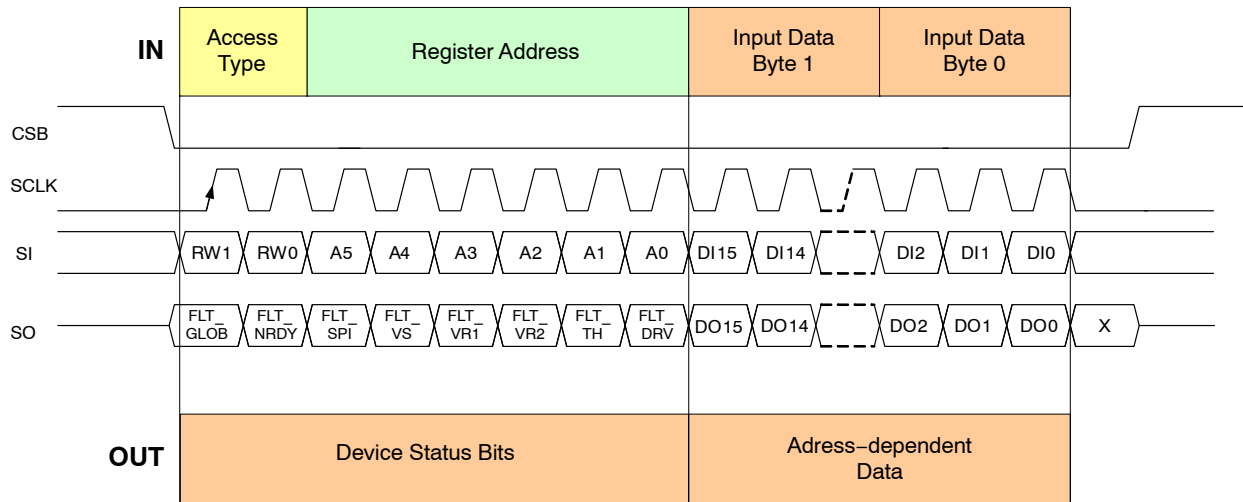 IN
Access
Type
Register Address
Input Data
Byte 1
Input Data
Byte 0
CSB
SCLK
SI
RW1 RW0 A5 A4 A3 A2 A1 A0 DI15 DI14 DI2 DI1 DI0
SO
FLT_
GLOB
FLT_
NRDY
FLT_
SPI
FLT_
VS
FLT_
VR1
FLT_
VR2
FLT_
TH
FLT_
DRV
DO15 DO14 DO2 DO1 DO0 X
OUT
Device Status Bits
Adress−dependent
Data